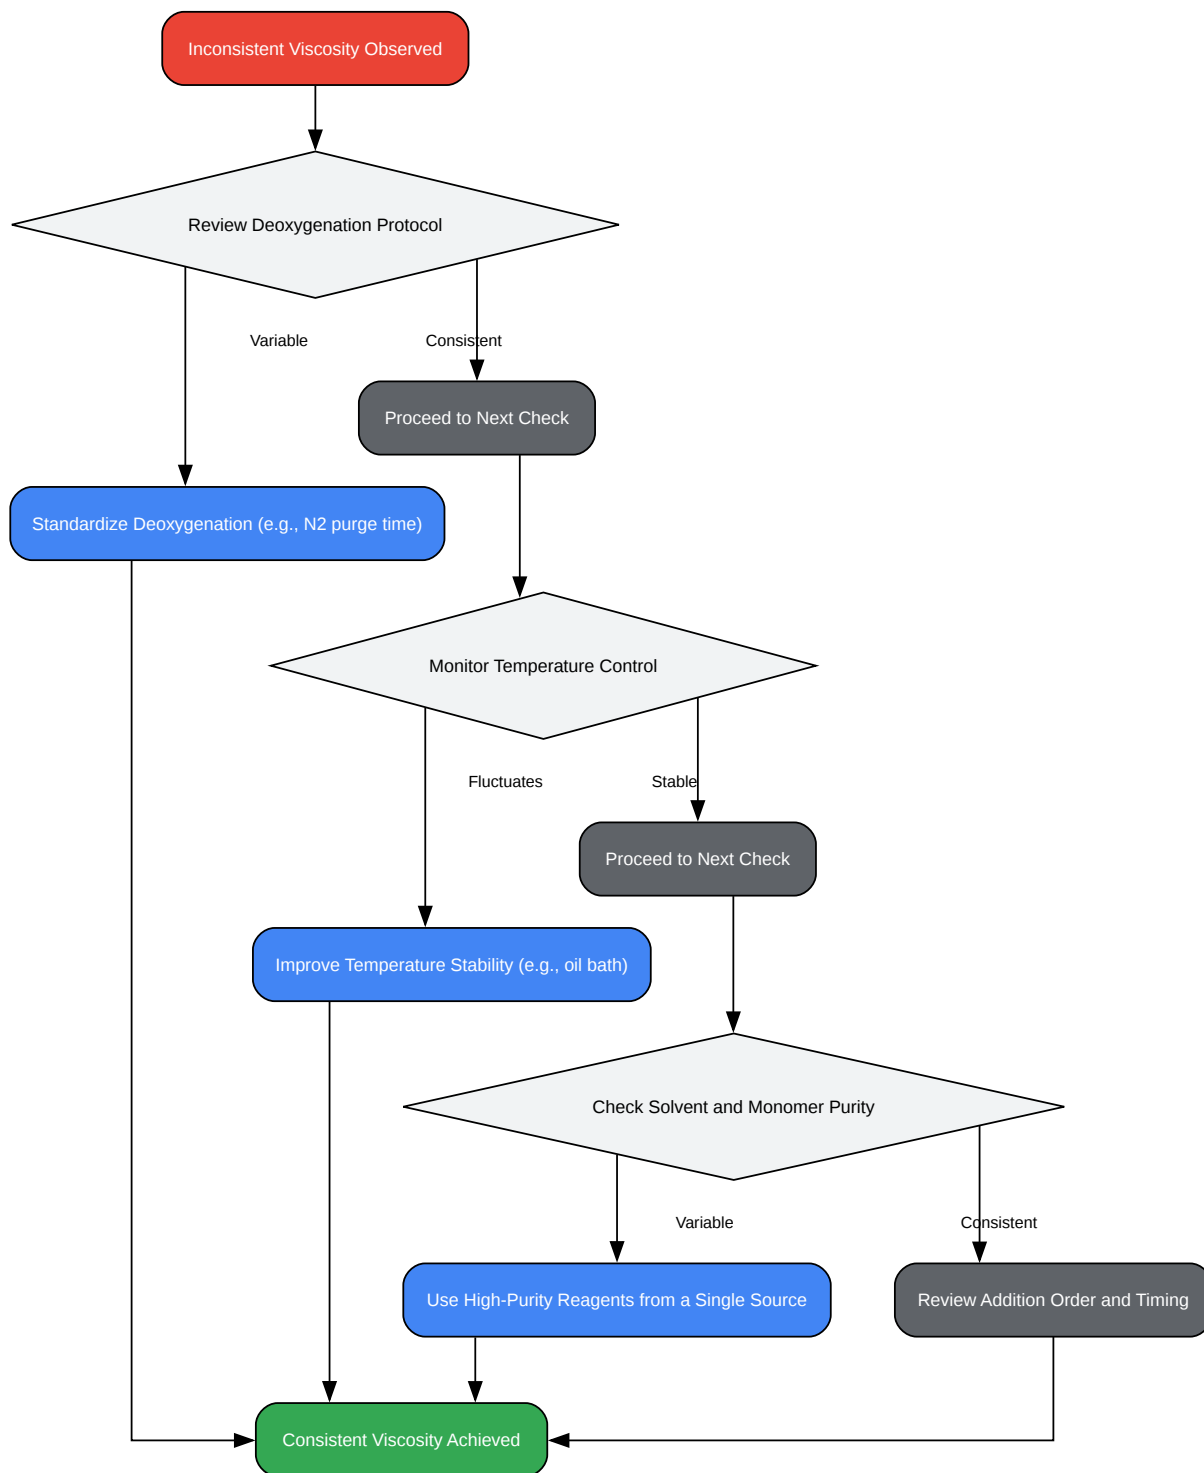 Inconsistent Viscosity Observed
Review Deoxygenation Protocol
Variable
Consistent
Proceed to Next Check
Standardize Deoxygenation (e.g., N2 purge time)
Monitor Temperature Control
Fluctuates
Stable
Proceed to Next Check
Improve Temperature Stability (e.g., oil bath)
Check Solvent and Monomer Purity
Variable
Consistent
Use High-Purity Reagents from a Single Source
Review Addition Order and Timing
Consistent Viscosity Achieved